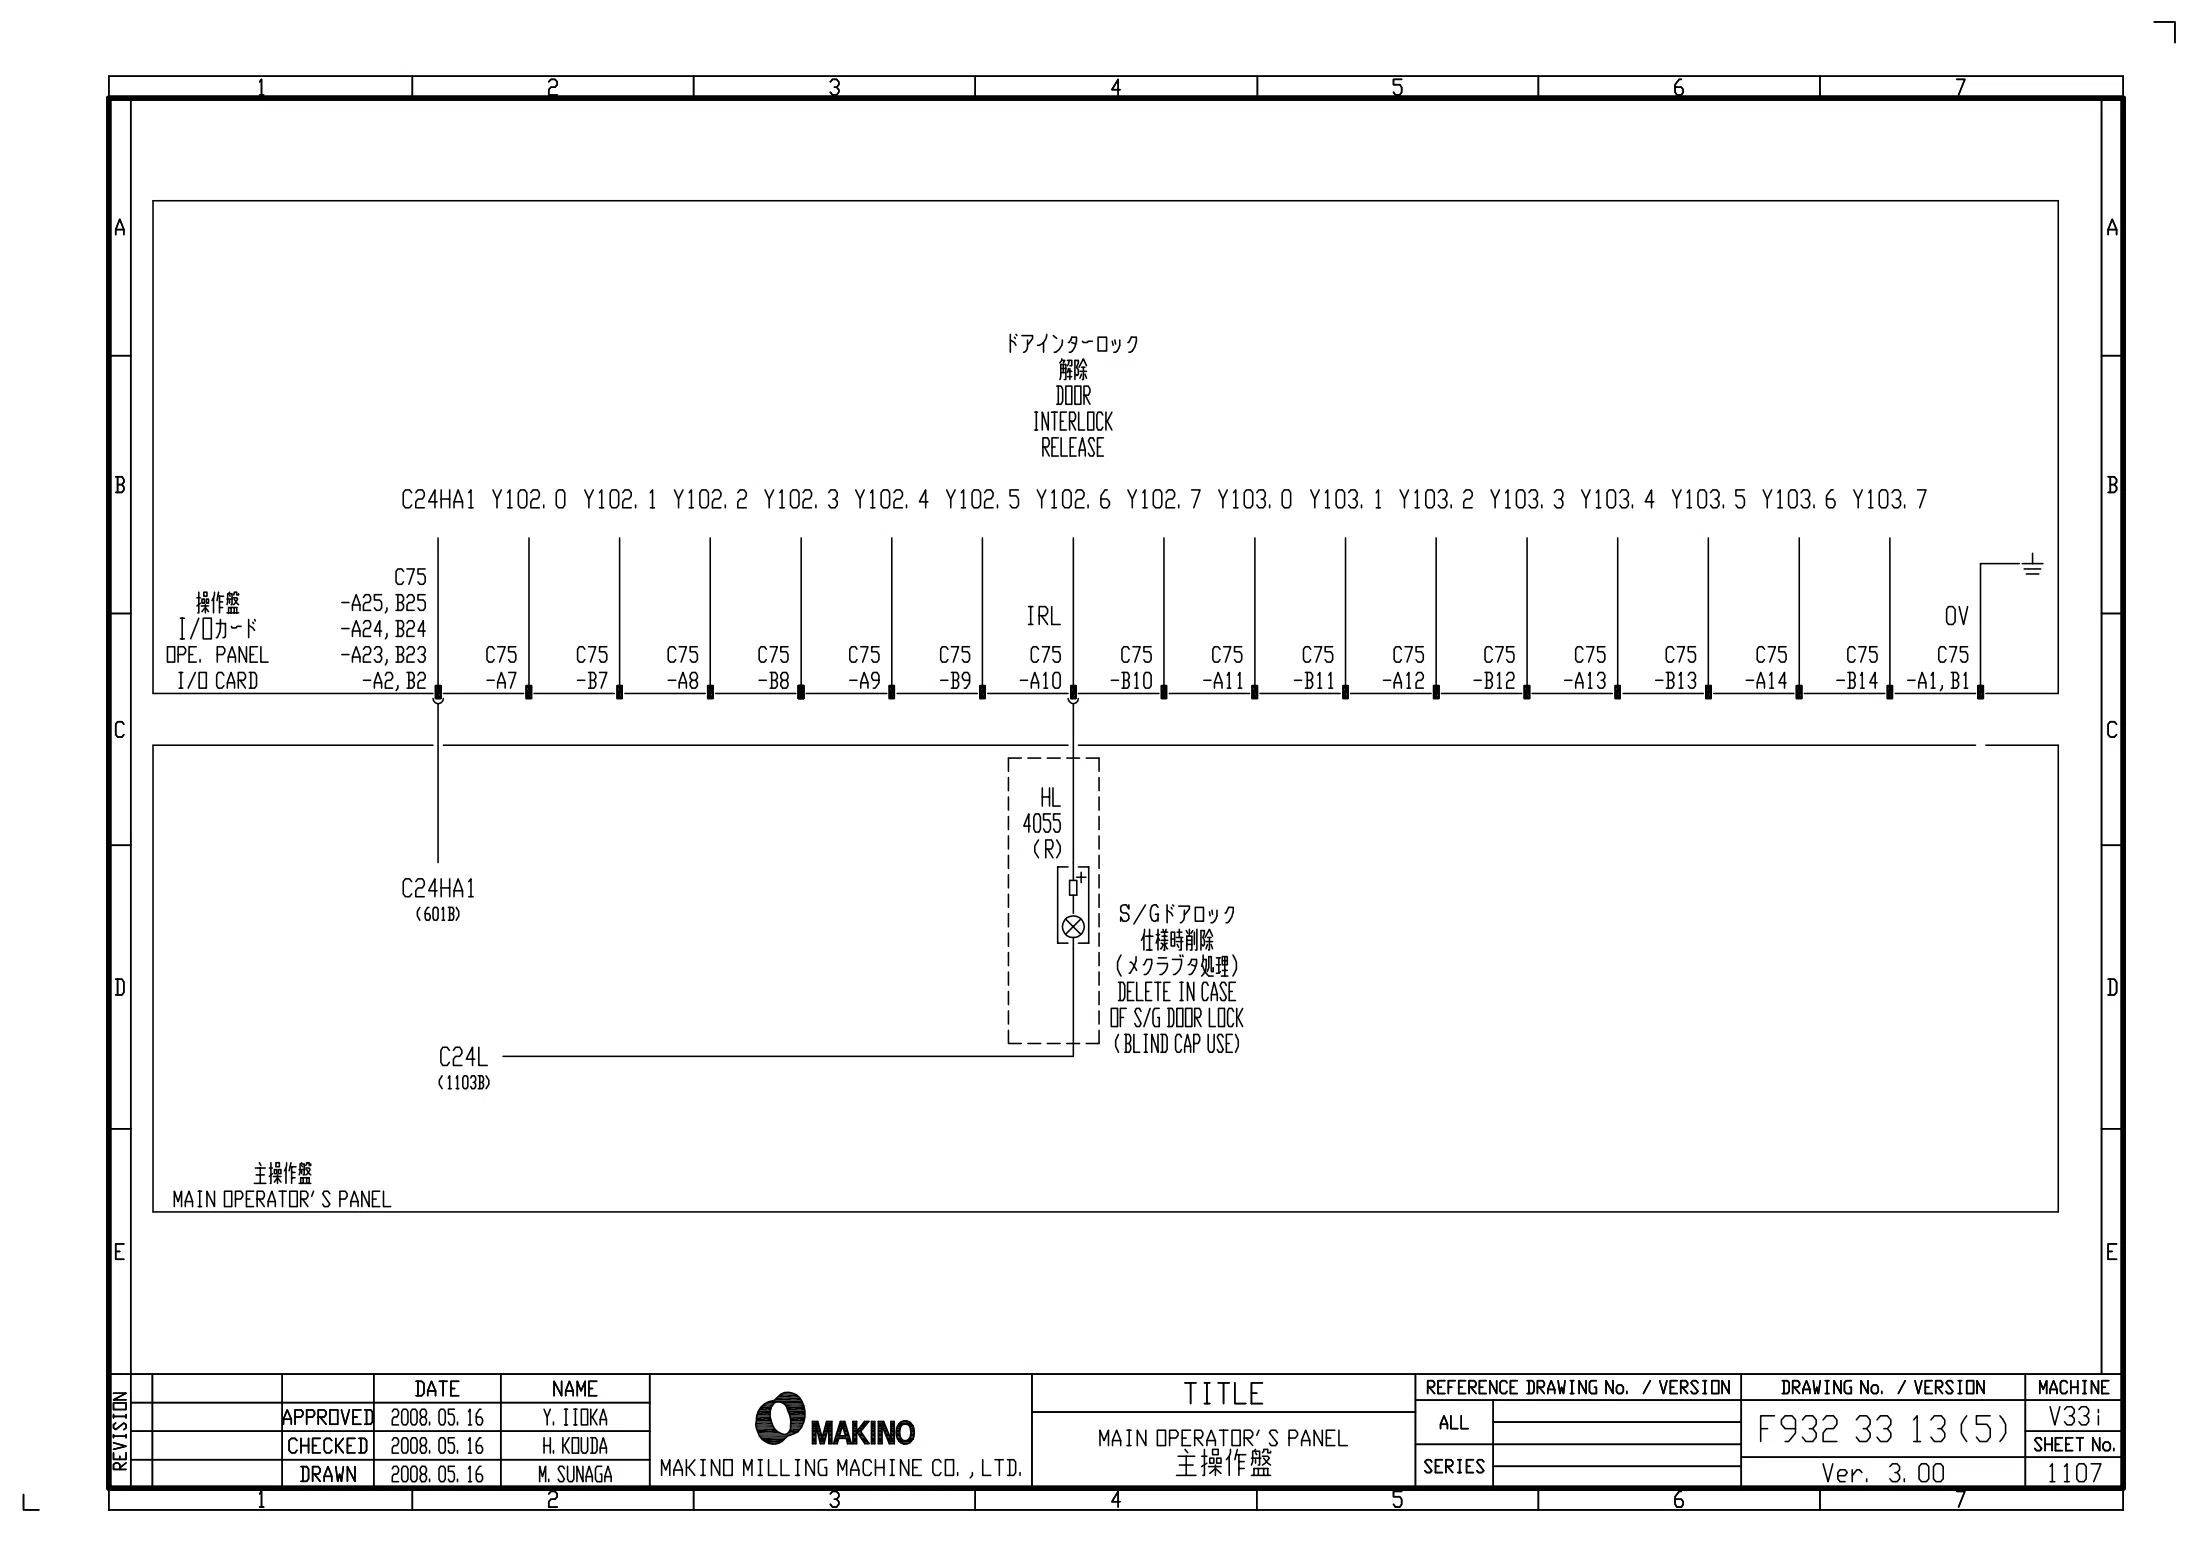 1 2 3 4 5 6 7
A A
ドアインターロック
解除
DOOR
INTERLOCK
RELEASE
B B
C24HA1 Y102.0 Y102.1 Y102.2 Y102.3 Y102.4 Y102.5 Y102.6 Y102.7 Y103.0 Y103.1 Y103.2 Y103.3 Y103.4 Y103.5 Y103.6 Y103.7
操作盤
I/Oカード
OPE. PANEL
I/O CARD
C75
-A25,B25
-A24,B24
-A23,B23
-A2,B2
C75
-A7
C75
-B7
C75
-A8
C75
-B8
C75
-A9
C75
-B9
IRL
C75
-A10
C75
-B10
C75
-A11
C75
-B11
C75
-A12
C75
-B12
C75
-A13
C75
-B13
C75
-A14
C75
-B14
0V
C75
-A1,B1
C C
HL
4055
(R)
+
C24HA1
(601B)
S/Gドアロック
仕様時削除
(メクラブタ処理)
DELETE IN CASE
OF S/G DOOR LOCK
(BLIND CAP USE)
D D
C24L
(1103B)
主操作盤
MAIN OPERATOR'S PANEL
E E
REVISION
DATE NAME
APPROVED 2008.05.16 Y.IIOKA
CHECKED 2008.05.16 H.KOUDA
DRAWN 2008.05.16 M.SUNAGA
MAKINO
MAKINO MILLING MACHINE CO.,LTD.
TITLE
MAIN OPERATOR'S PANEL
主操作盤
REFERENCE DRAWING No. / VERSION
ALL
SERIES
DRAWING No. / VERSION
F932 33 13(5)
Ver. 3.00
MACHINE
V33i
SHEET No.
1107
1 2 3 4 5 6 7